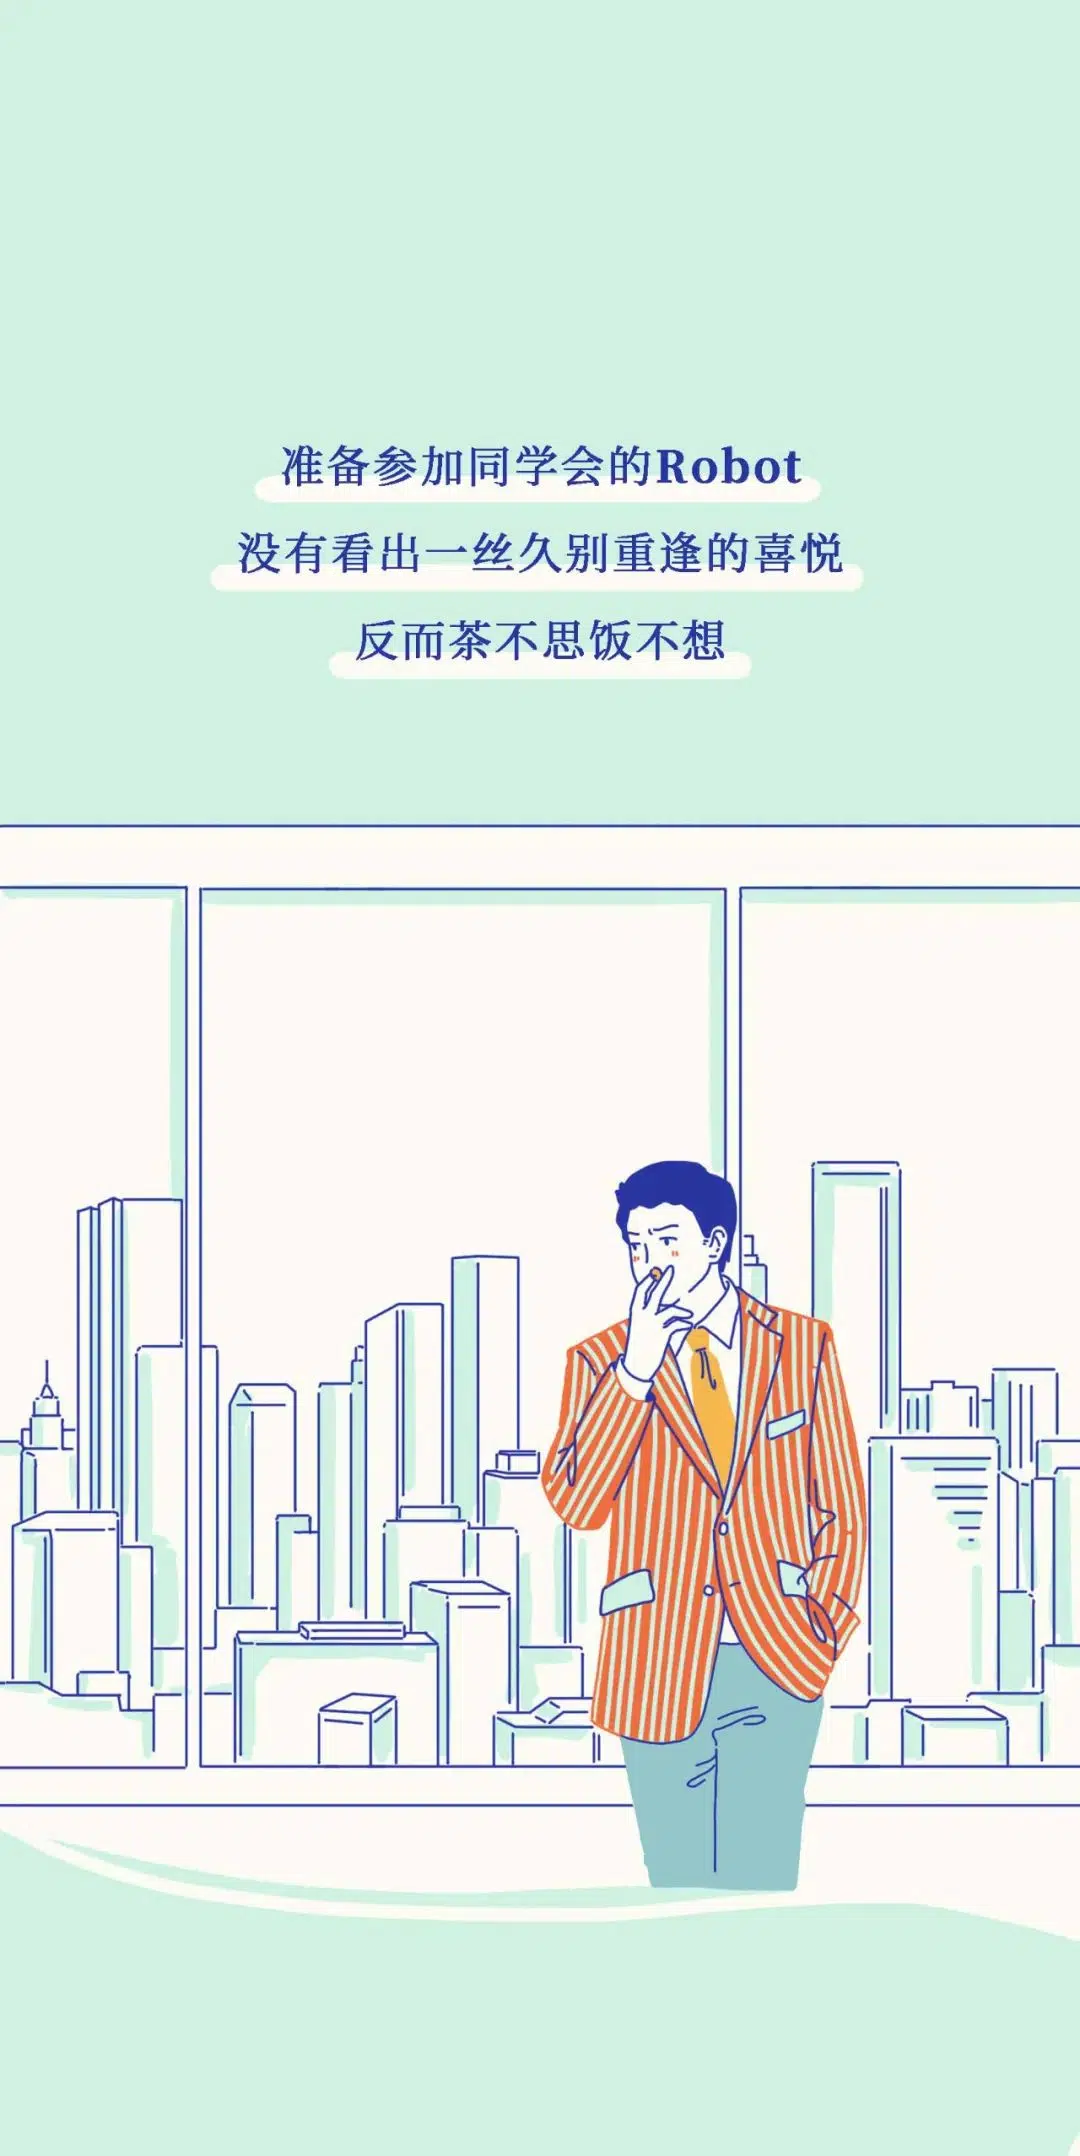 准备参加同学会的Robot
没有看出一丝久别重逢的喜悦
反而茶不思饭不想